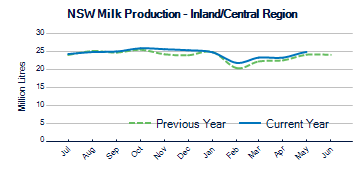 NSW Milk Production - Inland/Central Region
30
25
20
15
10
5
0
Million Litres
Jul Aug Sep Oct Nov Dec Jan Feb Mar Apr May Jun
Previous Year Current Year